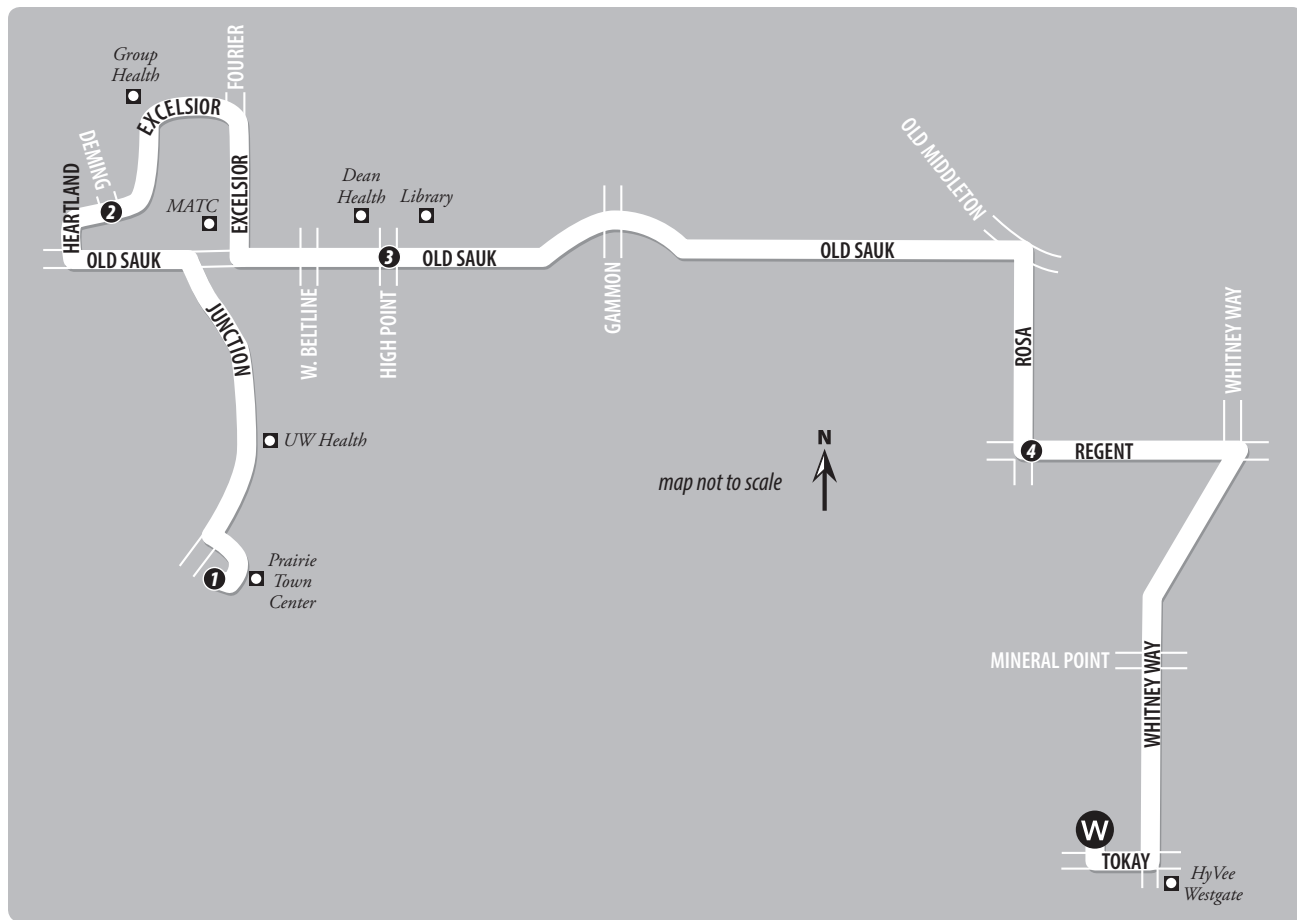 Group
Health
FOURIER
EXCELSIOR
DEMING
2
HEARTLAND
MATC
EXCELSIOR
Dean
Health
Library
OLD MIDDLETON
OLD SAUK
3
OLD SAUK
OLD SAUK
JUNCTION
W. BELTLINE
HIGH POINT
GAMMON
ROSA
WHITNEY WAY
UW Health
N
map not to scale
4
REGENT
1
Prairie
Town
Center
MINERAL POINT
WHITNEY WAY
W
TOKAY
HyVee
Westgate